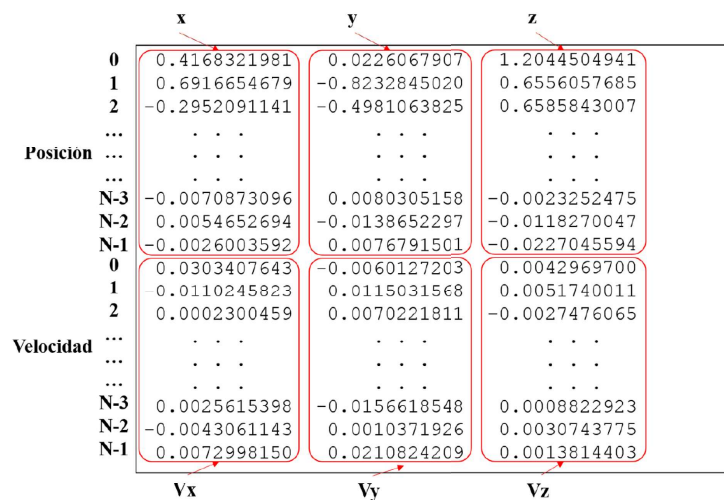 x y z
0 0.4168321981 0.0226067907 1.2044504941
1 0.6916654679 -0.8232845020 0.6556057685
2 -0.2952091141 -0.4981063825 0.6585843007
... . . . . . . . . .
Posición ... . . . . . . . . .
... . . . . . . . . .
N-3 -0.0070873096 0.0080305158 -0.0023252475
N-2 0.0054652694 -0.0138652297 -0.0118270047
N-1 -0.0026003592 0.0076791501 -0.0227045594
0 0.0303407643 -0.0060127203 0.0042969700
1 -0.0110245823 0.0115031568 0.0051740011
2 0.0002300459 0.0070221811 -0.0027476065
... . . . . . . . . .
Velocidad ... . . . . . . . . .
... . . . . . . . . .
N-3 0.0025615398 -0.0156618548 0.0008822923
N-2 -0.0043061143 0.0010371926 0.0030743775
N-1 0.0072998150 0.0210824209 0.0013814403
Vx Vy Vz